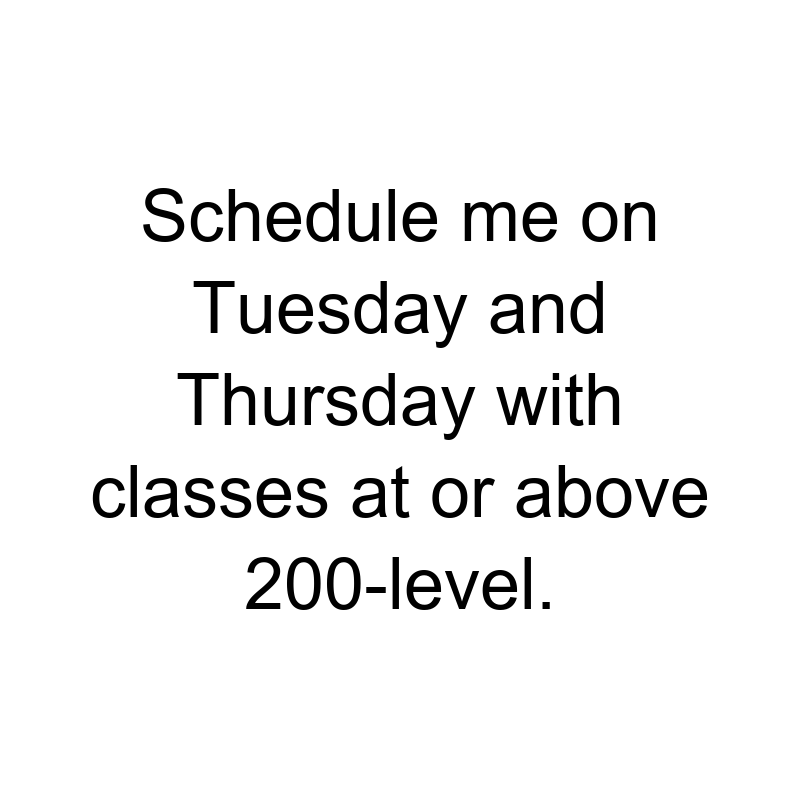 Schedule me on
Tuesday and
Thursday with
classes at or above
200-level.